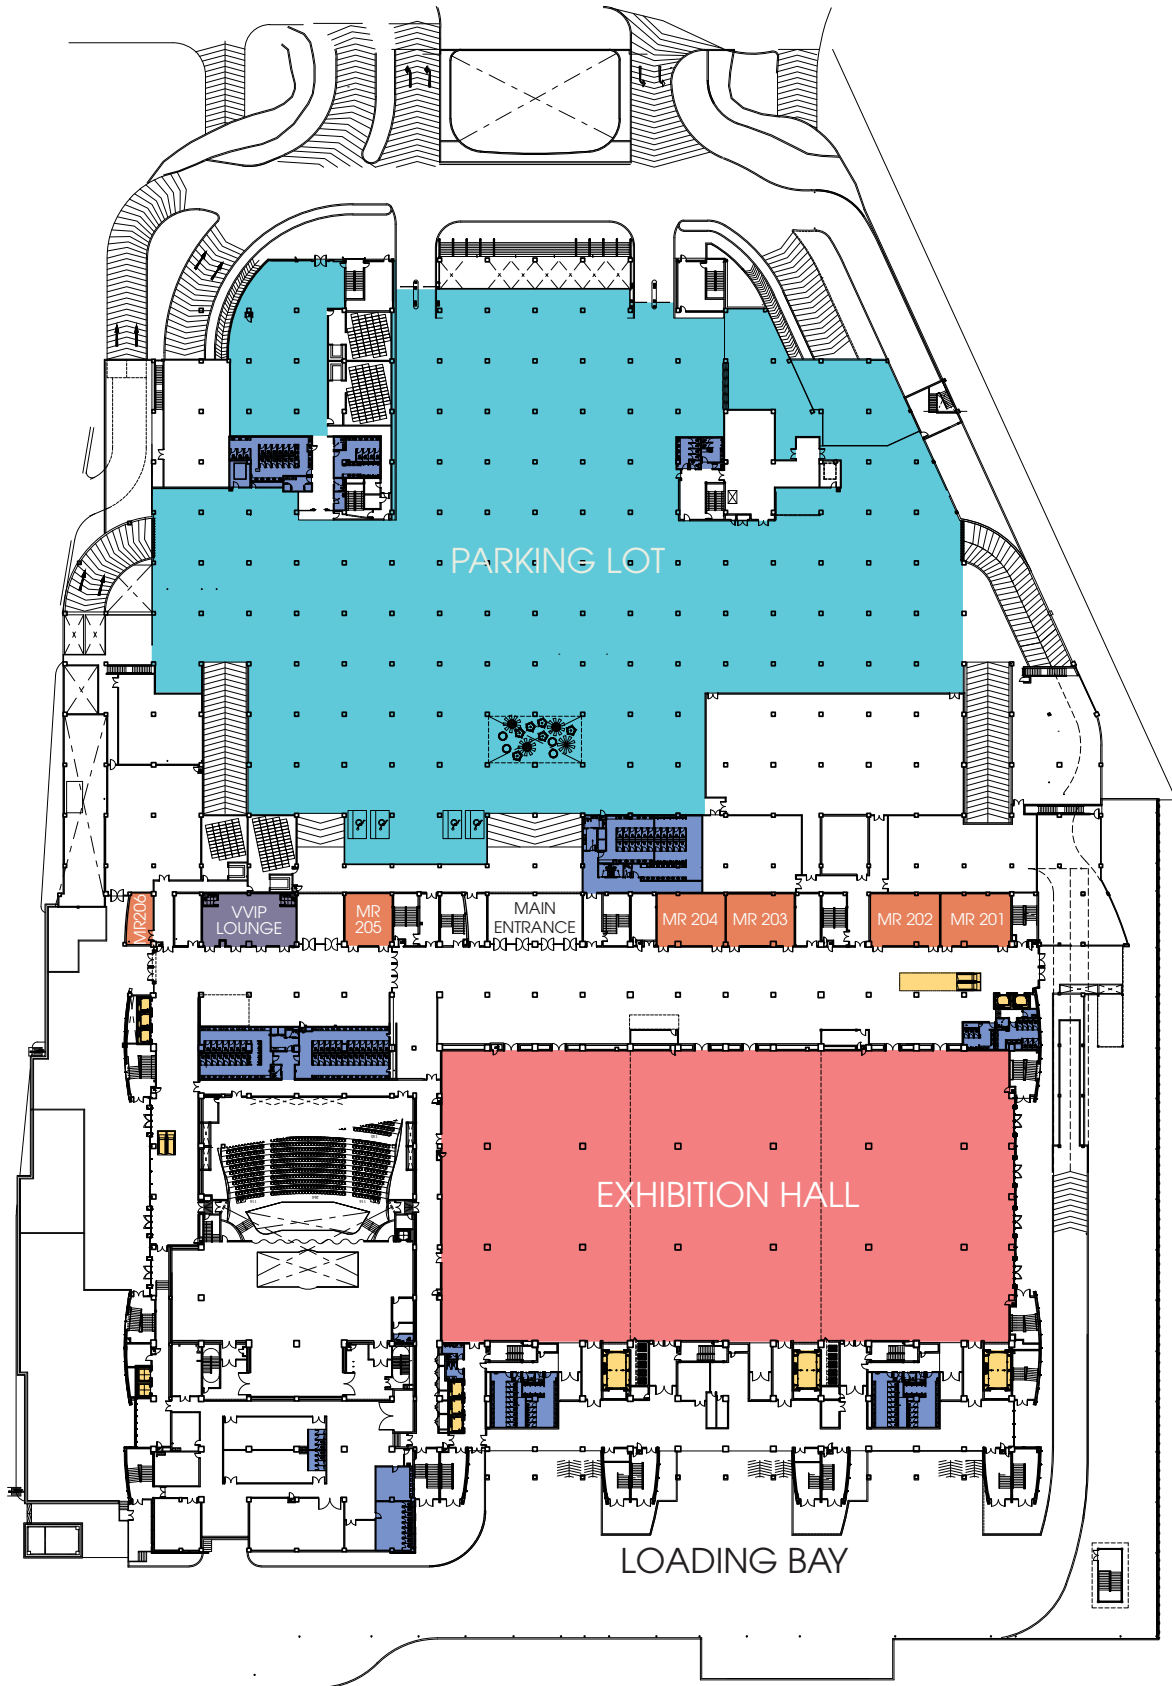 PARKING LOT
MR206
VVIP
LOUNGE
MR
205
MAIN
ENTRANCE
MR 204
MR 203
MR 202
MR 201
EXHIBITION HALL
LOADING BAY